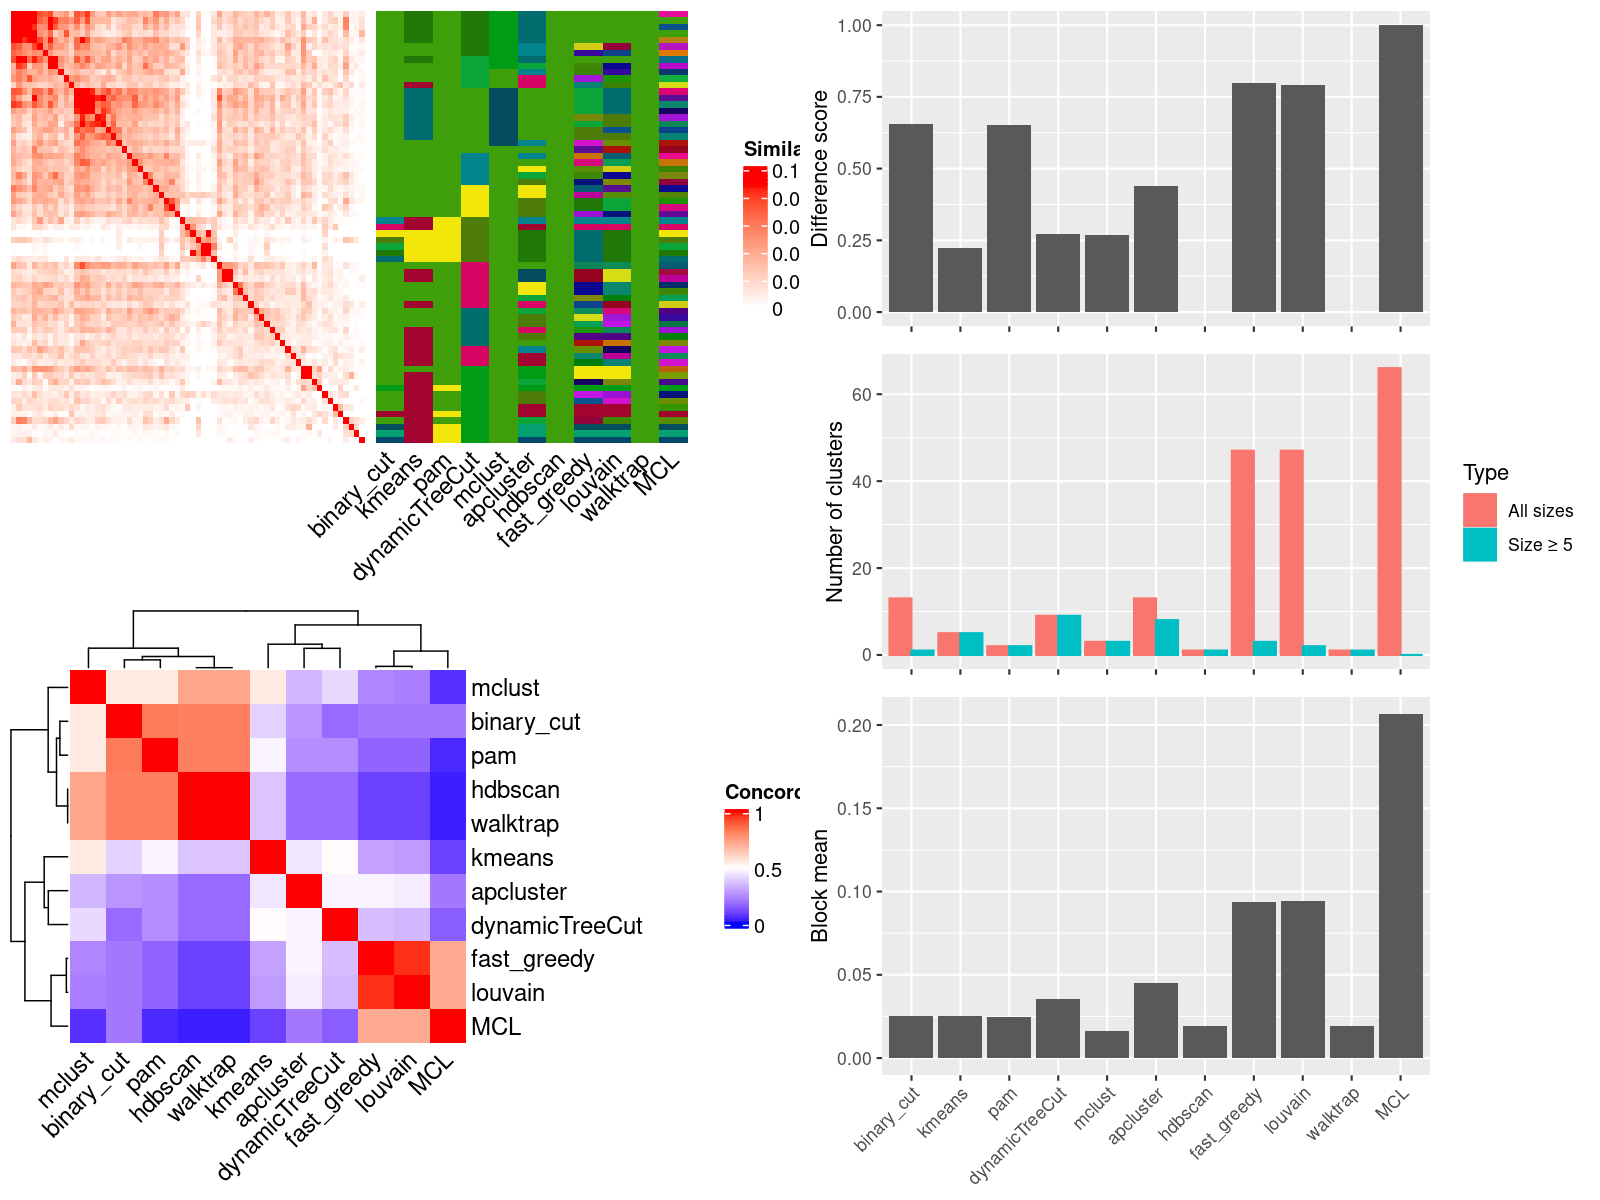 Simila
0.1
0.0
0.0
0.0
0.0
0
binary_cut
kmeans
pam
dynamicTreeCut
mclust
apcluster
hdbscan
fast_greedy
louvain
walktrap
MCL
mclust
binary_cut
pam
hdbscan
walktrap
kmeans
apcluster
dynamicTreeCut
fast_greedy
louvain
MCL
mclust
binary_cut
pam
hdbscan
walktrap
kmeans
apcluster
dynamicTreeCut
fast_greedy
louvain
MCL
Concord
1
0.5
0
Difference score
1.00
0.75
0.50
0.25
0.00
Number of clusters
60
40
20
0
Type
All sizes
Size ≥ 5
Block mean
0.20
0.15
0.10
0.05
0.00
binary_cut
kmeans
pam
dynamicTreeCut
mclust
apcluster
hdbscan
fast_greedy
louvain
walktrap
MCL